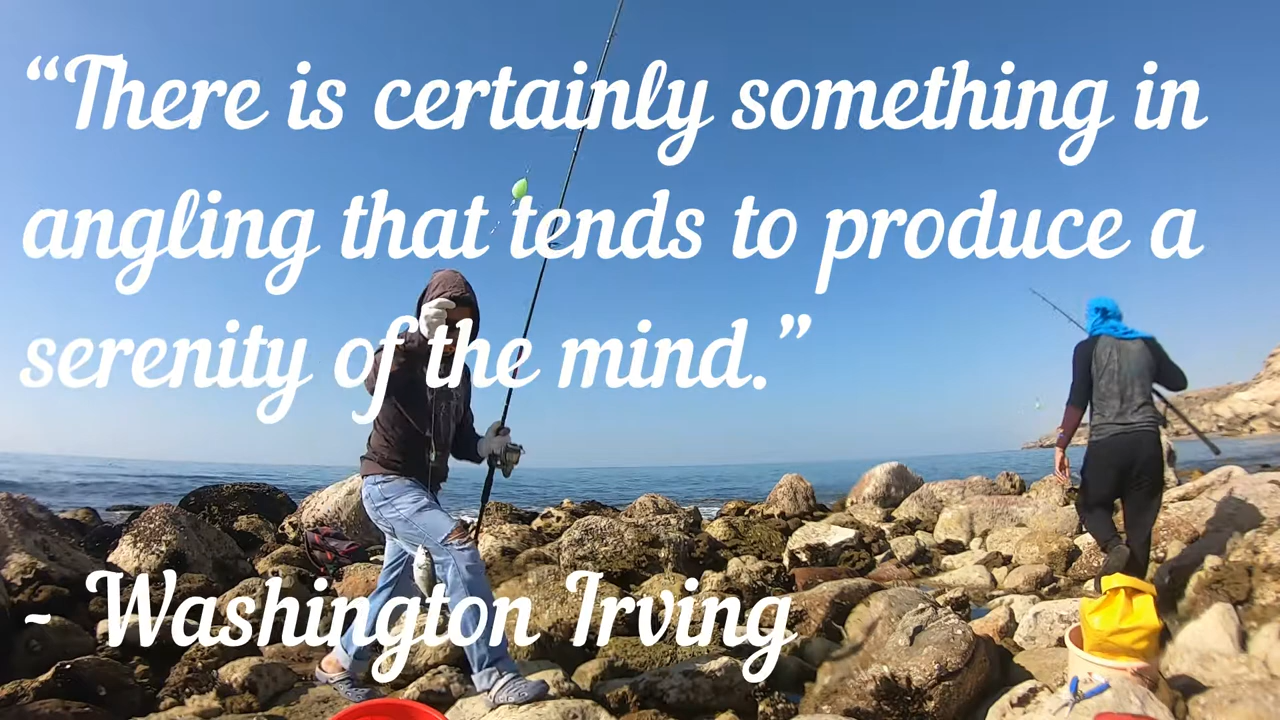 “There is certainly something in
angling that tends to produce a
serenity of the mind.”
~ Washington Irving